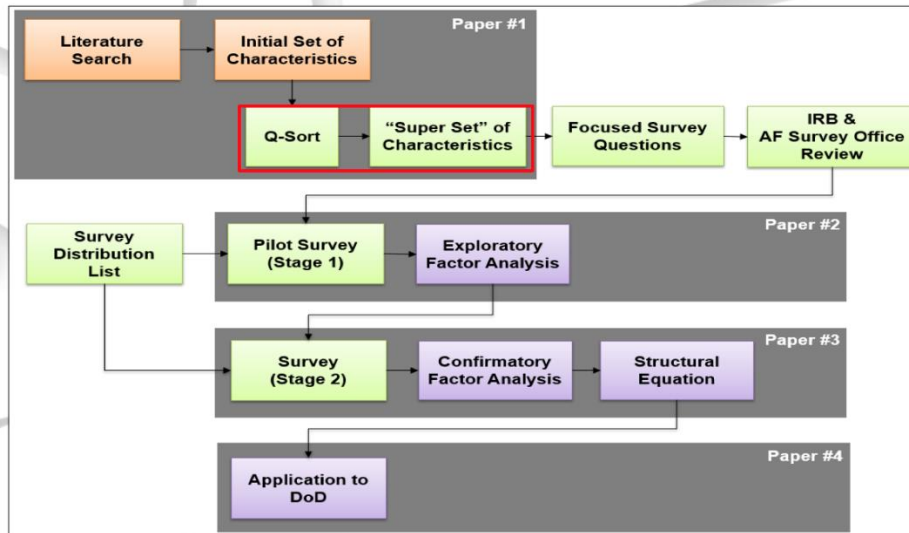 Paper #1
Literature
Search
Initial Set of
Characteristics
Q-Sort
“Super Set” of
Characteristics
Focused Survey
Questions
IRB &
AF Survey Office
Review
Paper #2
Survey
Distribution
List
Pilot Survey
(Stage 1)
Exploratory
Factor Analysis
Paper #3
Survey
(Stage 2)
Confirmatory
Factor Analysis
Structural
Equation
Paper #4
Application to
DoD